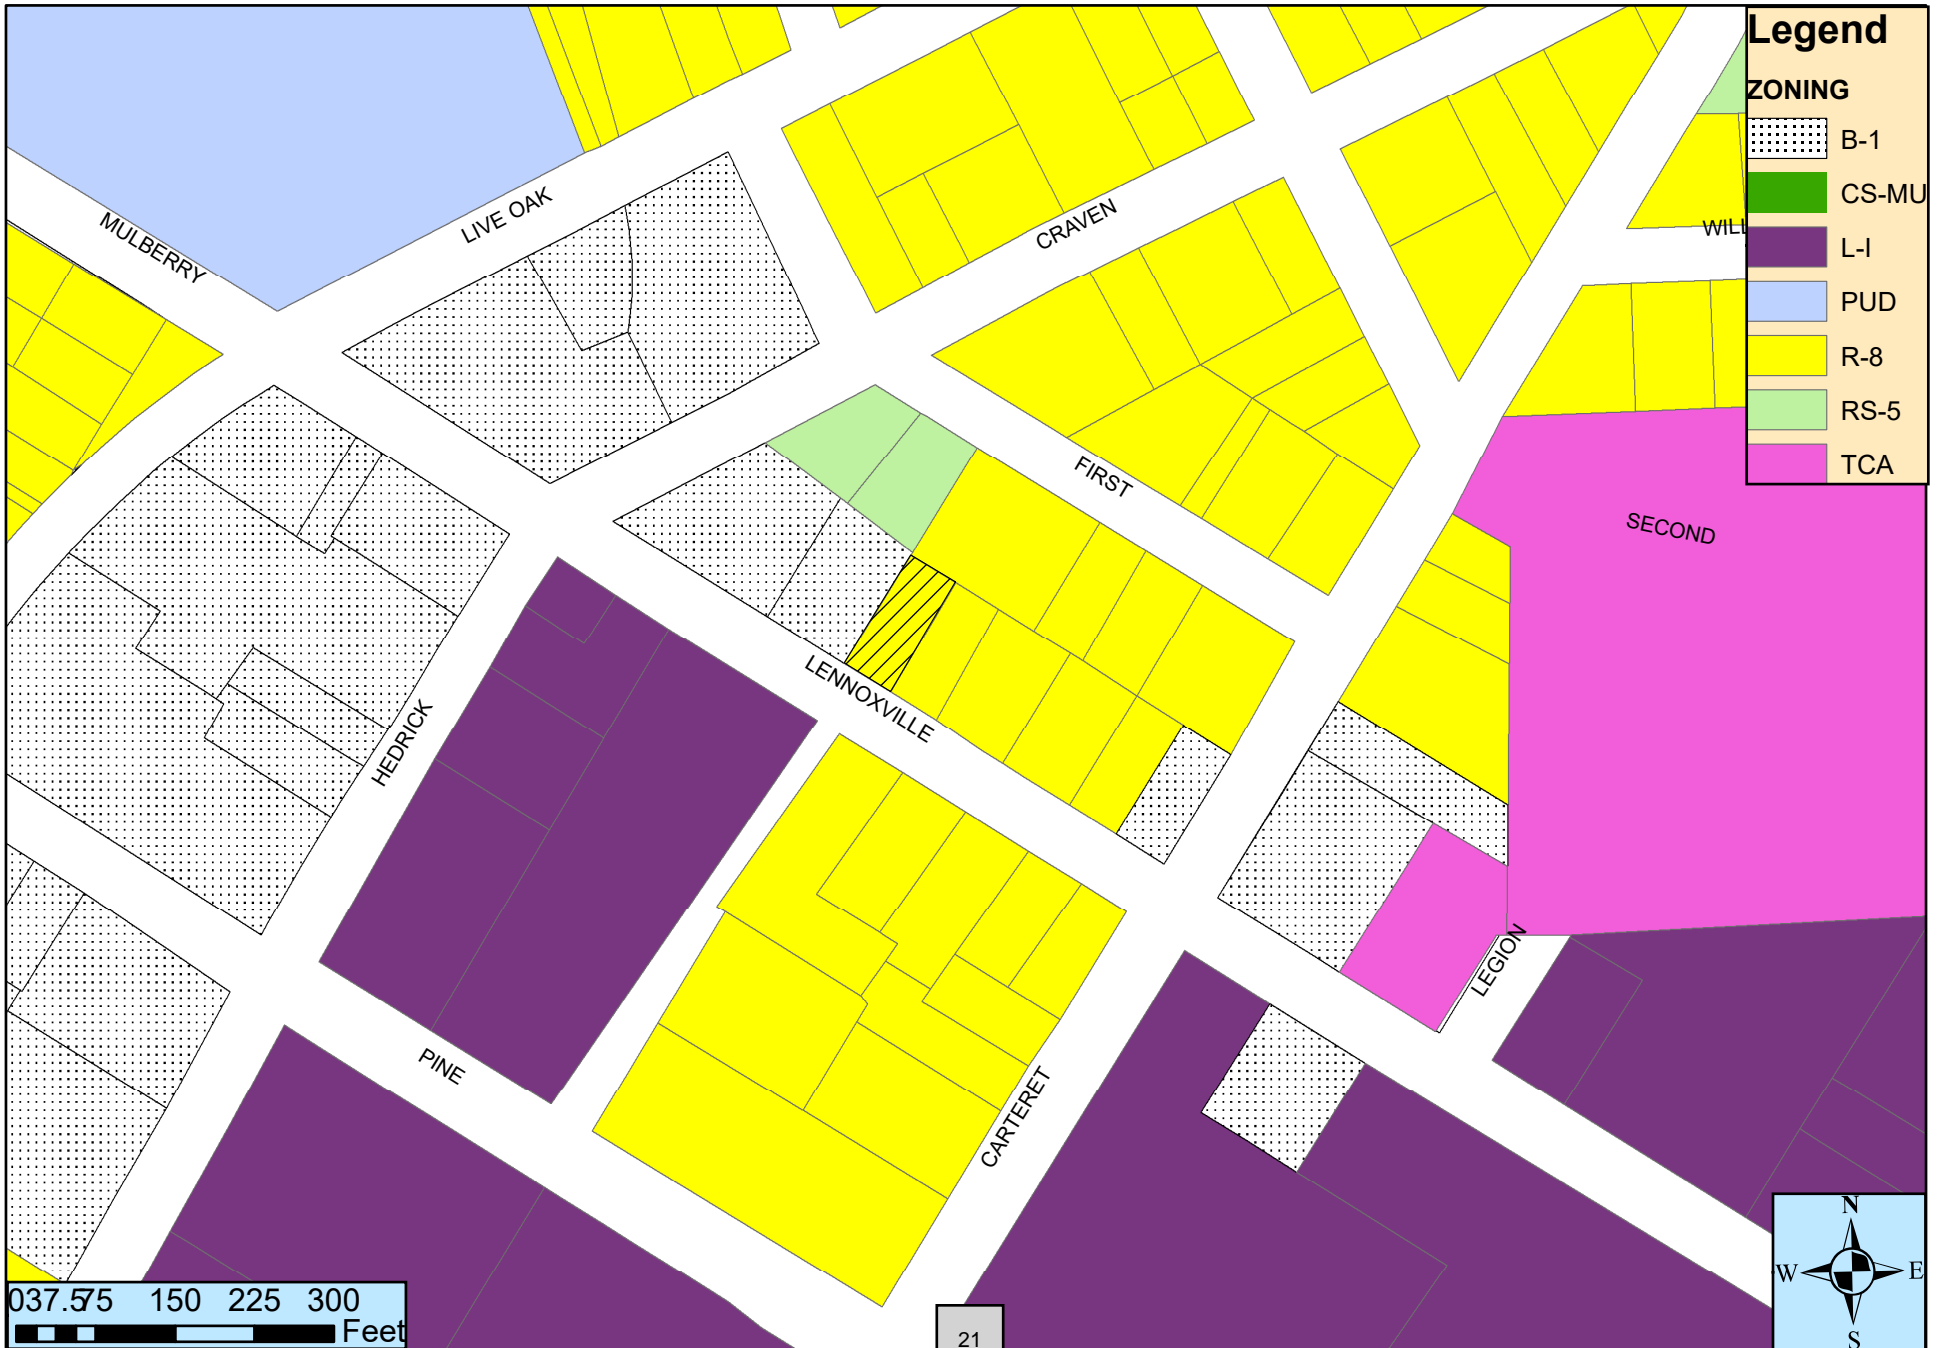 Legend
ZONING
B-1
CS-MU
L-I
PUD
R-8
RS-5
TCA
MULBERRY
LIVE OAK
CRAVEN
WILL
FIRST
SECOND
LENNOXVILLE
HEDRICK
LEGION
PINE
CARTERET
037.575 150 225 300
Feet
21
N
W E
S